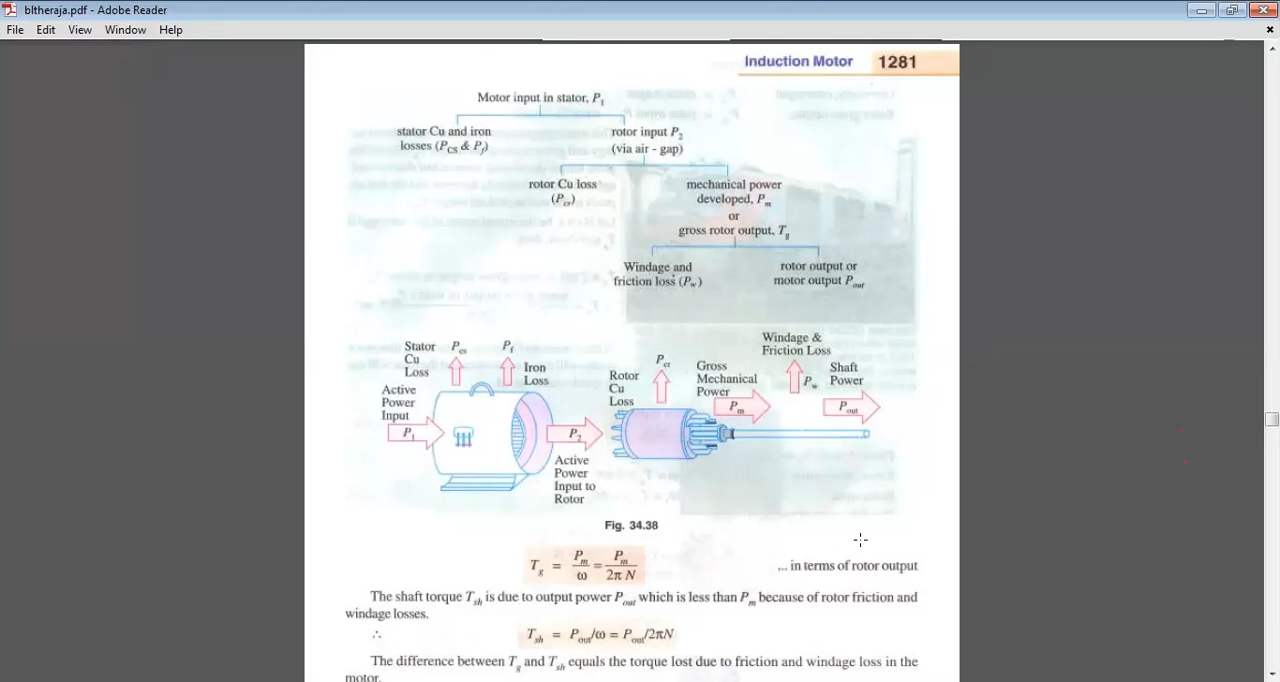 bltheraja.pdf - Adobe Reader
File Edit View Window Help
Induction Motor 1281
Motor input in stator, P1
stator Cu and iron
losses (PCS & Pf)
rotor input P2
(via air - gap)
rotor Cu loss
(Pcr)
mechanical power
developed, Pm
or
gross rotor output, Tg
Windage and
friction loss (Pw)
rotor output or
motor output Pout
Stator
Cu
Loss
Pcs
Pf
Iron
Loss
Active
Power
Input
P1
P2
Active
Power
Input to
Rotor
Rotor
Cu
Loss
Pcr
Gross
Mechanical
Power
Pm
Windage &
Friction Loss
Pw
Shaft
Power
Pout
Fig. 34.38
Tg = Pm/ω = Pm/2π N ... in terms of rotor output
The shaft torque Tsh is due to output power Pout which is less than Pm because of rotor friction and
windage losses.
∴ Tsh = Pout/ω = Pout/2πN
The difference between Tg and Tsh equals the torque lost due to friction and windage loss in the
motor.